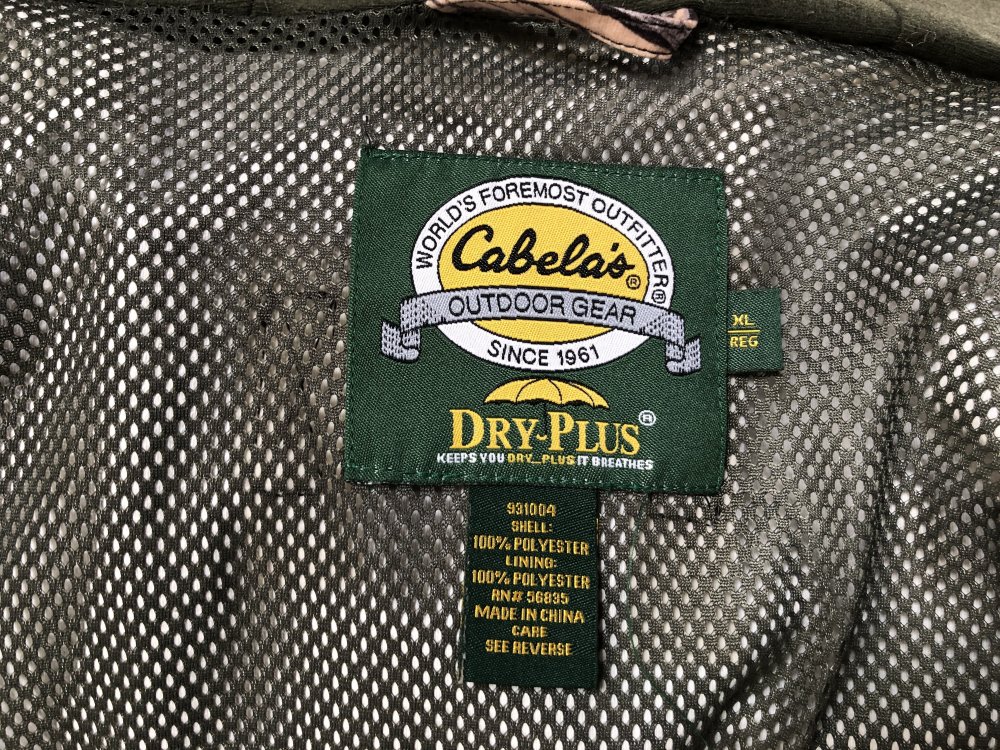 WORLD'S FOREMOST OUTFITTER®
Cabela's®
OUTDOOR GEAR
SINCE 1961
XL
REG
DRY-PLUS®
KEEPS YOU DRY_PLUS IT BREATHES
931004
SHELL:
100% POLYESTER
LINING:
100% POLYESTER
RN# 56835
MADE IN CHINA
CARE
SEE REVERSE